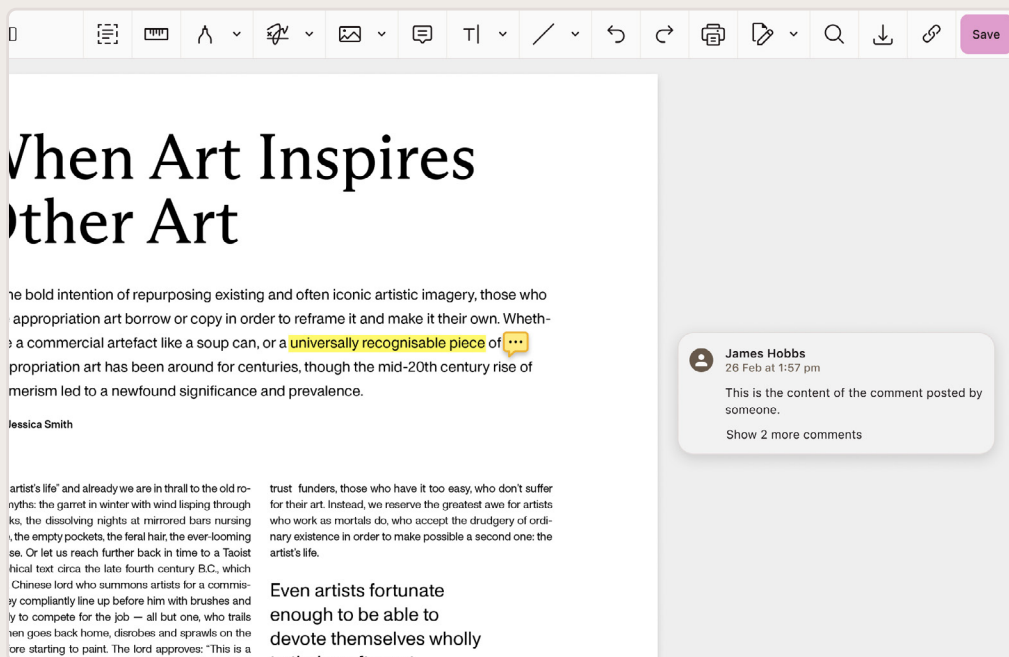 T|
Save
When Art Inspires
Other Art
he bold intention of repurposing existing and often iconic artistic imagery, those who
appropriation art borrow or copy in order to reframe it and make it their own. Wheth-
e a commercial artefact like a soup can, or a universally recognisable piece of
propriation art has been around for centuries, though the mid-20th century rise of
merism led to a newfound significance and prevalence.
Jessica Smith
artist's life” and already we are in thrall to the old ro-
myths: the garret in winter with wind lisping through
ks, the dissolving nights at mirrored bars nursing
, the empty pockets, the feral hair, the ever-looming
se. Or let us reach further back in time to a Taoist
hical text circa the late fourth century B.C., which
Chinese lord who summons artists for a commis-
ey compliantly line up before him with brushes and
ly to compete for the job — all but one, who trails
hen goes back home, disrobes and sprawls on the
ore starting to paint. The lord approves: “This is a
trust funders, those who have it too easy, who don't suffer
for their art. Instead, we reserve the greatest awe for artists
who work as mortals do, who accept the drudgery of ordi-
nary existence in order to make possible a second one: the
artist's life.
Even artists fortunate
enough to be able to
devote themselves wholly
James Hobbs
26 Feb at 1:57 pm
This is the content of the comment posted by
someone.
Show 2 more comments